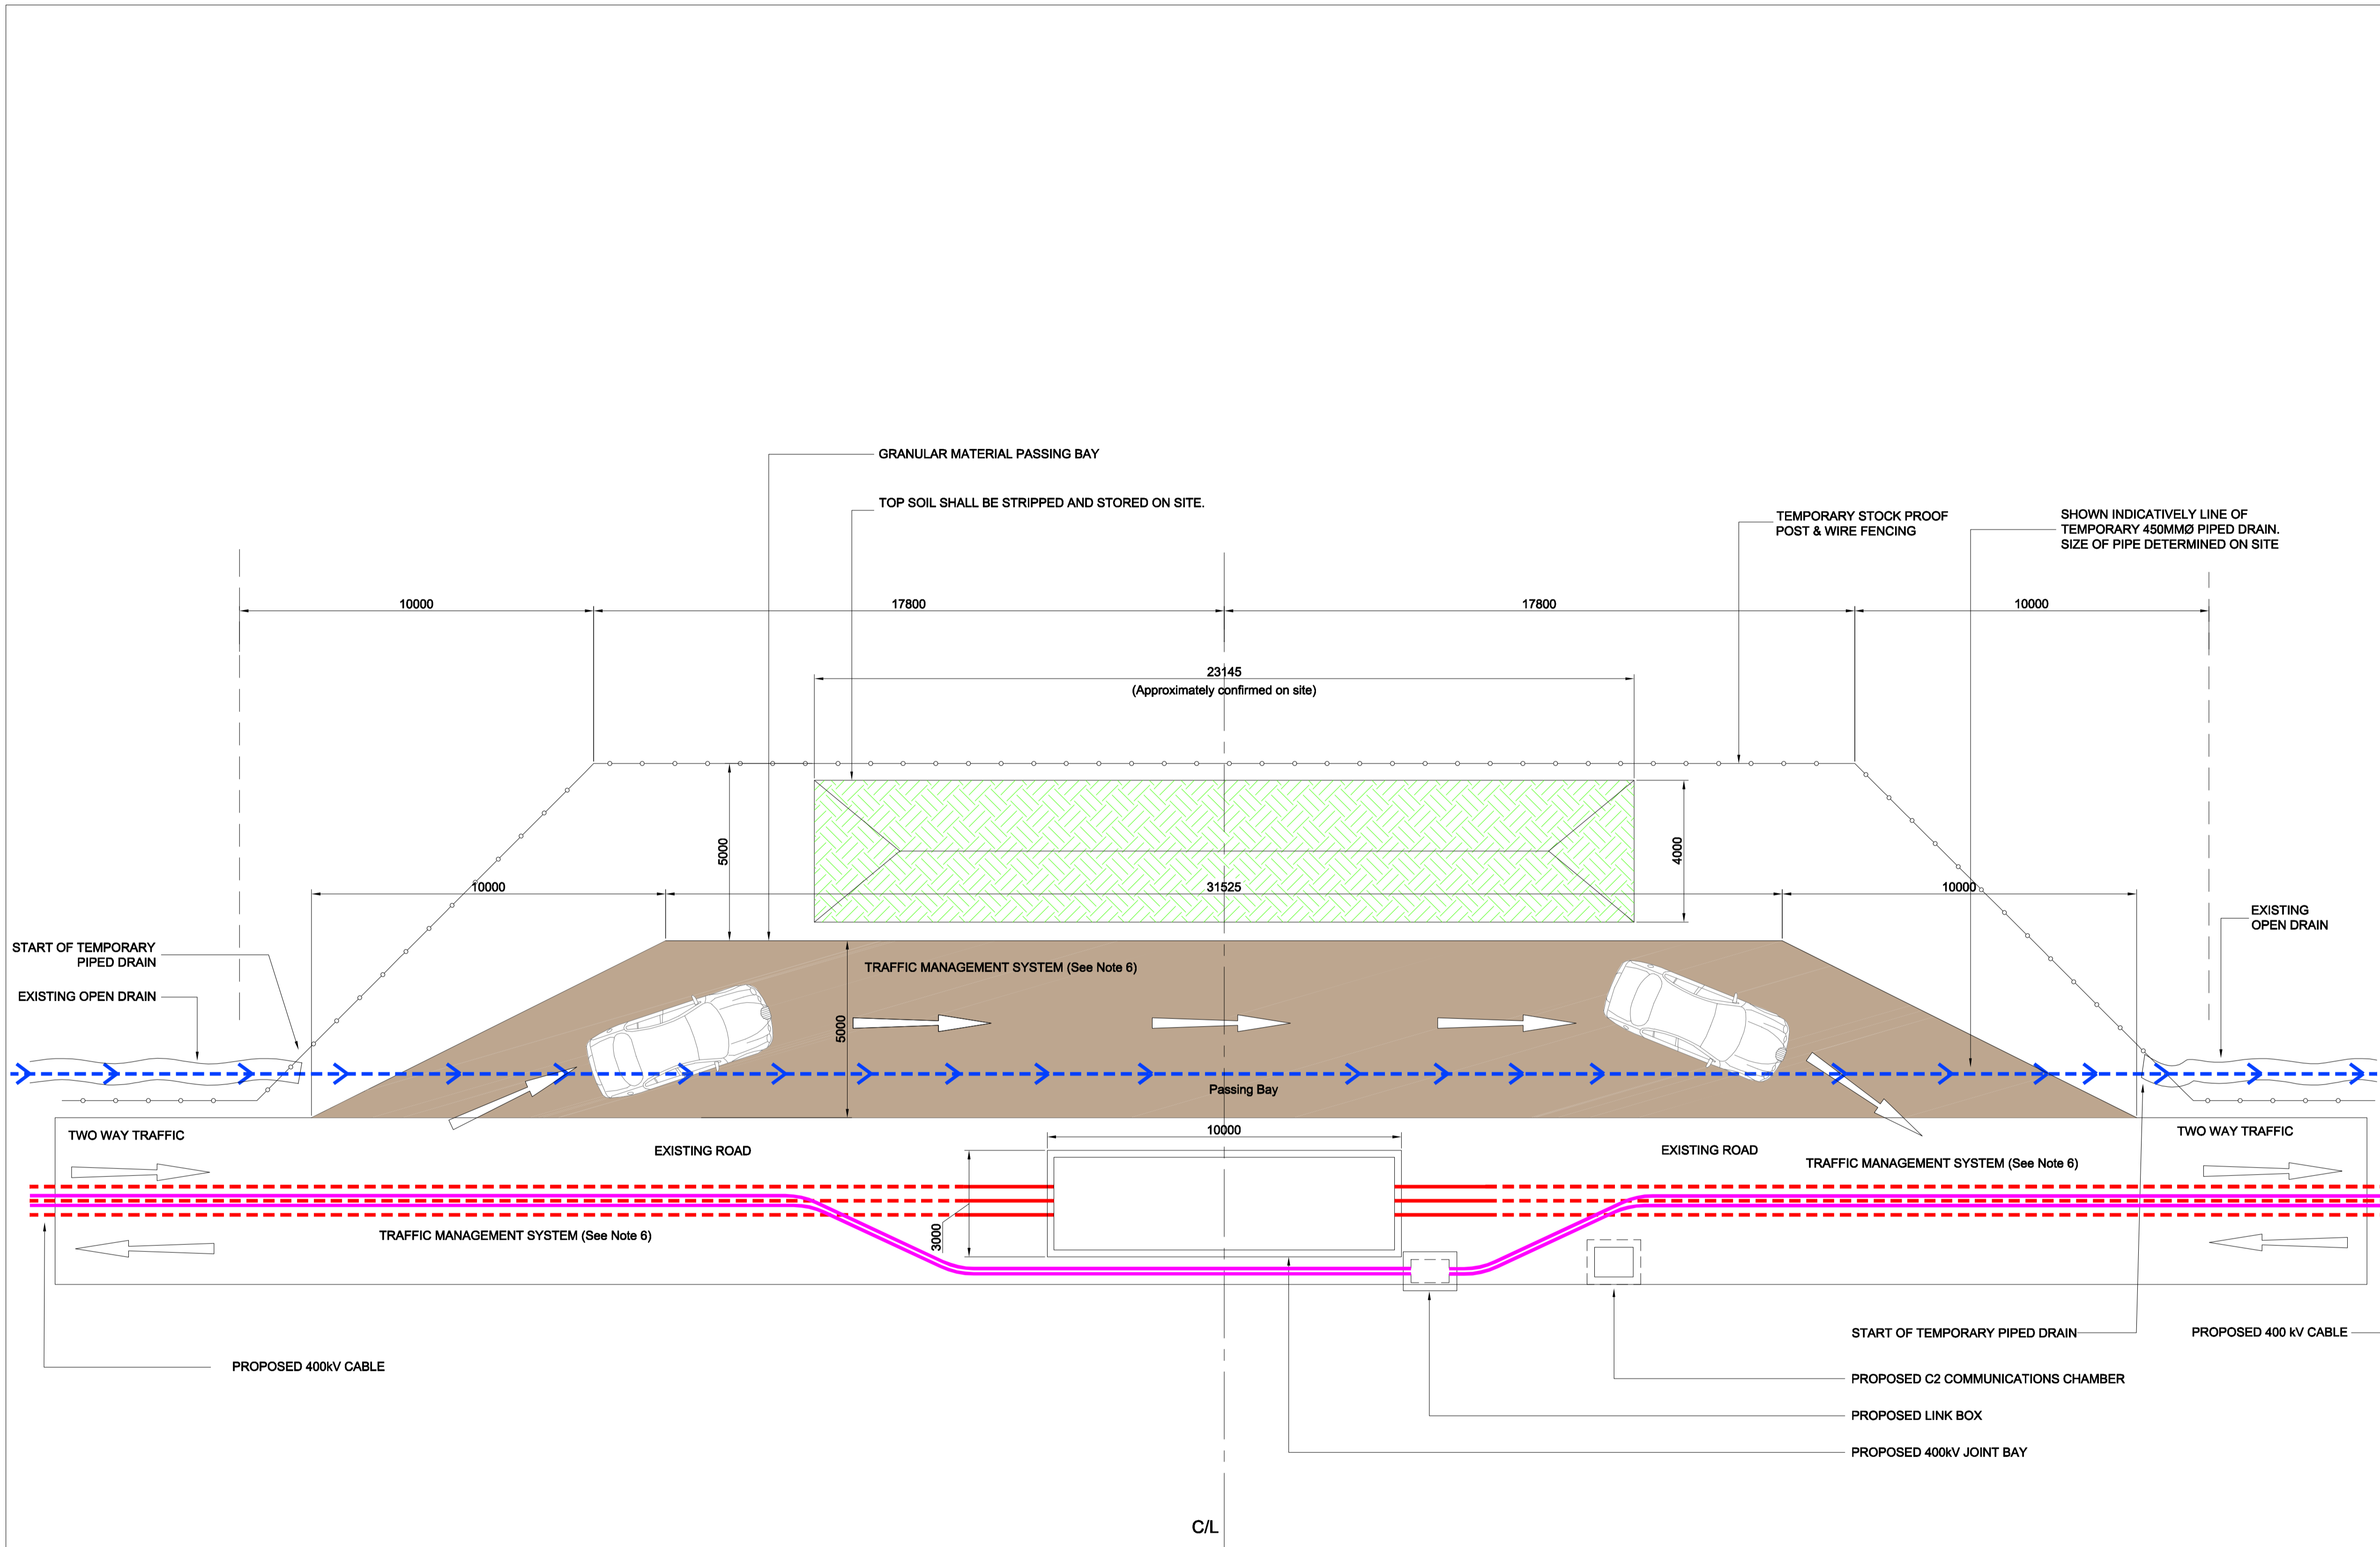 GRANULAR MATERIAL PASSING BAY
TOP SOIL SHALL BE STRIPPED AND STORED ON SITE.
TEMPORARY STOCK PROOF
POST & WIRE FENCING
SHOWN INDICATIVELY LINE OF
TEMPORARY 450MMØ PIPED DRAIN.
SIZE OF PIPE DETERMINED ON SITE
10000
17800
17800
10000
23145
(Approximately confirmed on site)
5000
4000
10000
31525
10000
EXISTING
OPEN DRAIN
START OF TEMPORARY
PIPED DRAIN
EXISTING OPEN DRAIN
TRAFFIC MANAGEMENT SYSTEM (See Note 6)
5000
Passing Bay
TWO WAY TRAFFIC
10000
TWO WAY TRAFFIC
EXISTING ROAD
EXISTING ROAD
TRAFFIC MANAGEMENT SYSTEM (See Note 6)
3000
TRAFFIC MANAGEMENT SYSTEM (See Note 6)
START OF TEMPORARY PIPED DRAIN
PROPOSED 400 kV CABLE
PROPOSED 400kV CABLE
PROPOSED C2 COMMUNICATIONS CHAMBER
PROPOSED LINK BOX
PROPOSED 400kV JOINT BAY
C/L